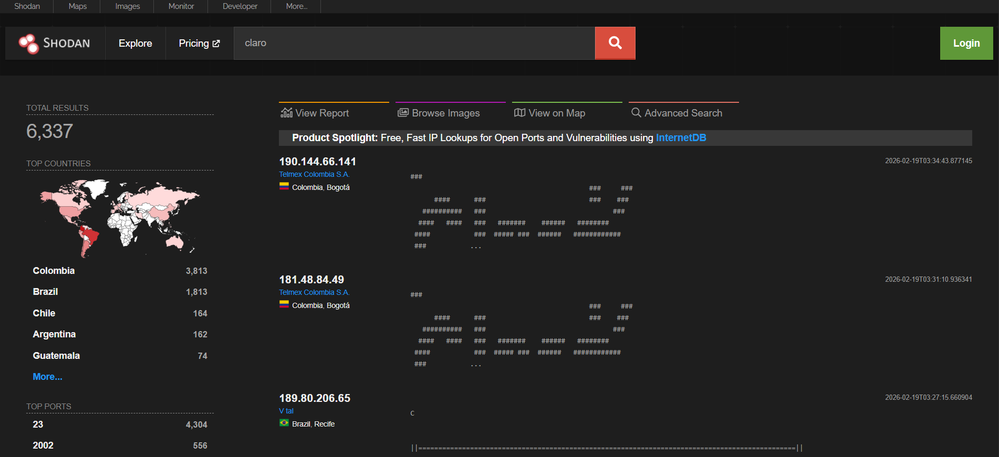 Shodan Maps Images Monitor Developer More...
SHODAN Explore Pricing claro Login
TOTAL RESULTS
6,337
TOP COUNTRIES
Colombia 3,813
Brazil 1,813
Chile 164
Argentina 162
Guatemala 74
More...
TOP PORTS
23 4,304
2002 556
View Report Browse Images View on Map Advanced Search
Product Spotlight: Free, Fast IP Lookups for Open Ports and Vulnerabilities using InternetDB
190.144.66.141 2026-02-19T03:34:43.877145
Telmex Colombia S.A.
Colombia, Bogotá
###
### ###
#### ### ### ###
########## ### ###
#### #### ### ####### ###### ########
#### ### ##### ### ###### ############
### ...
181.48.84.49 2026-02-19T03:31:10.936341
Telmex Colombia S.A.
Colombia, Bogotá
###
### ###
#### ### ### ###
########## ### ###
#### #### ### ####### ###### ########
#### ### ##### ### ###### ############
### ...
189.80.206.65 2026-02-19T03:27:15.660904
V tal
Brazil, Recife
C
||===============================================================================================||